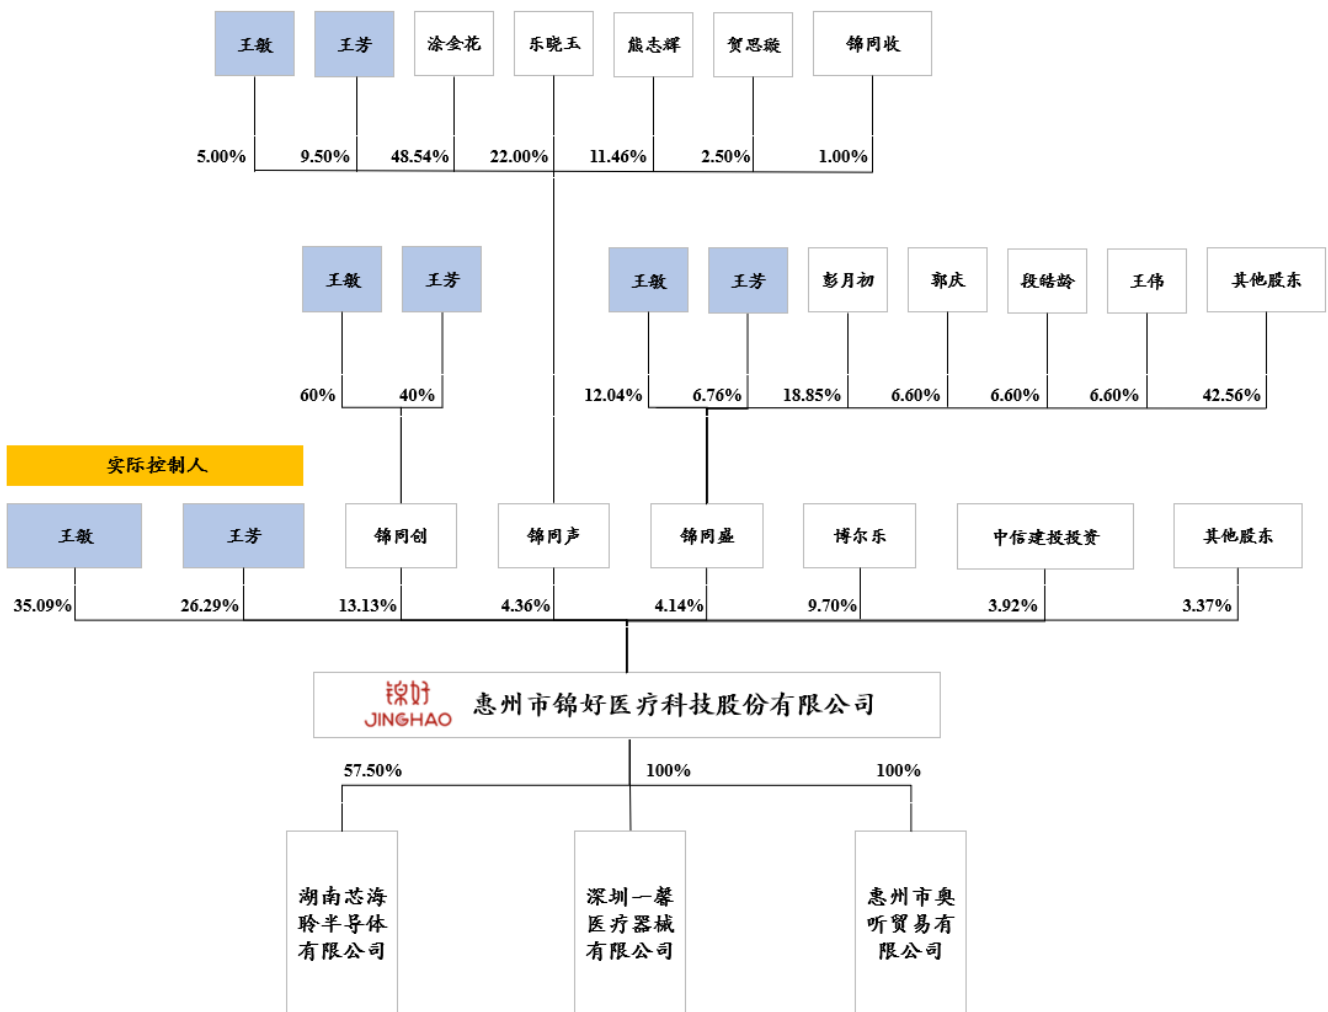 王敏
王芳
涂金花
乐晓玉
熊志辉
贺思璇
锦同收
5.00%
9.50%
48.54%
22.00%
11.46%
2.50%
1.00%
王敏
王芳
王敏
王芳
彭月初
郭庆
段皓龄
王伟
其他股东
60%
40%
12.04%
6.76%
18.85%
6.60%
6.60%
6.60%
42.56%
实际控制人
王敏
王芳
锦同创
锦同声
锦同盛
博尔乐
中信建投投资
其他股东
35.09%
26.29%
13.13%
4.36%
4.14%
9.70%
3.92%
3.37%
锦好
JINGHAO
惠州市锦好医疗科技股份有限公司
57.50%
100%
100%
湖南芯海
聆半导体
有限公司
深圳一馨
医疗器械
有限公司
惠州市奥
听贸易有
限公司